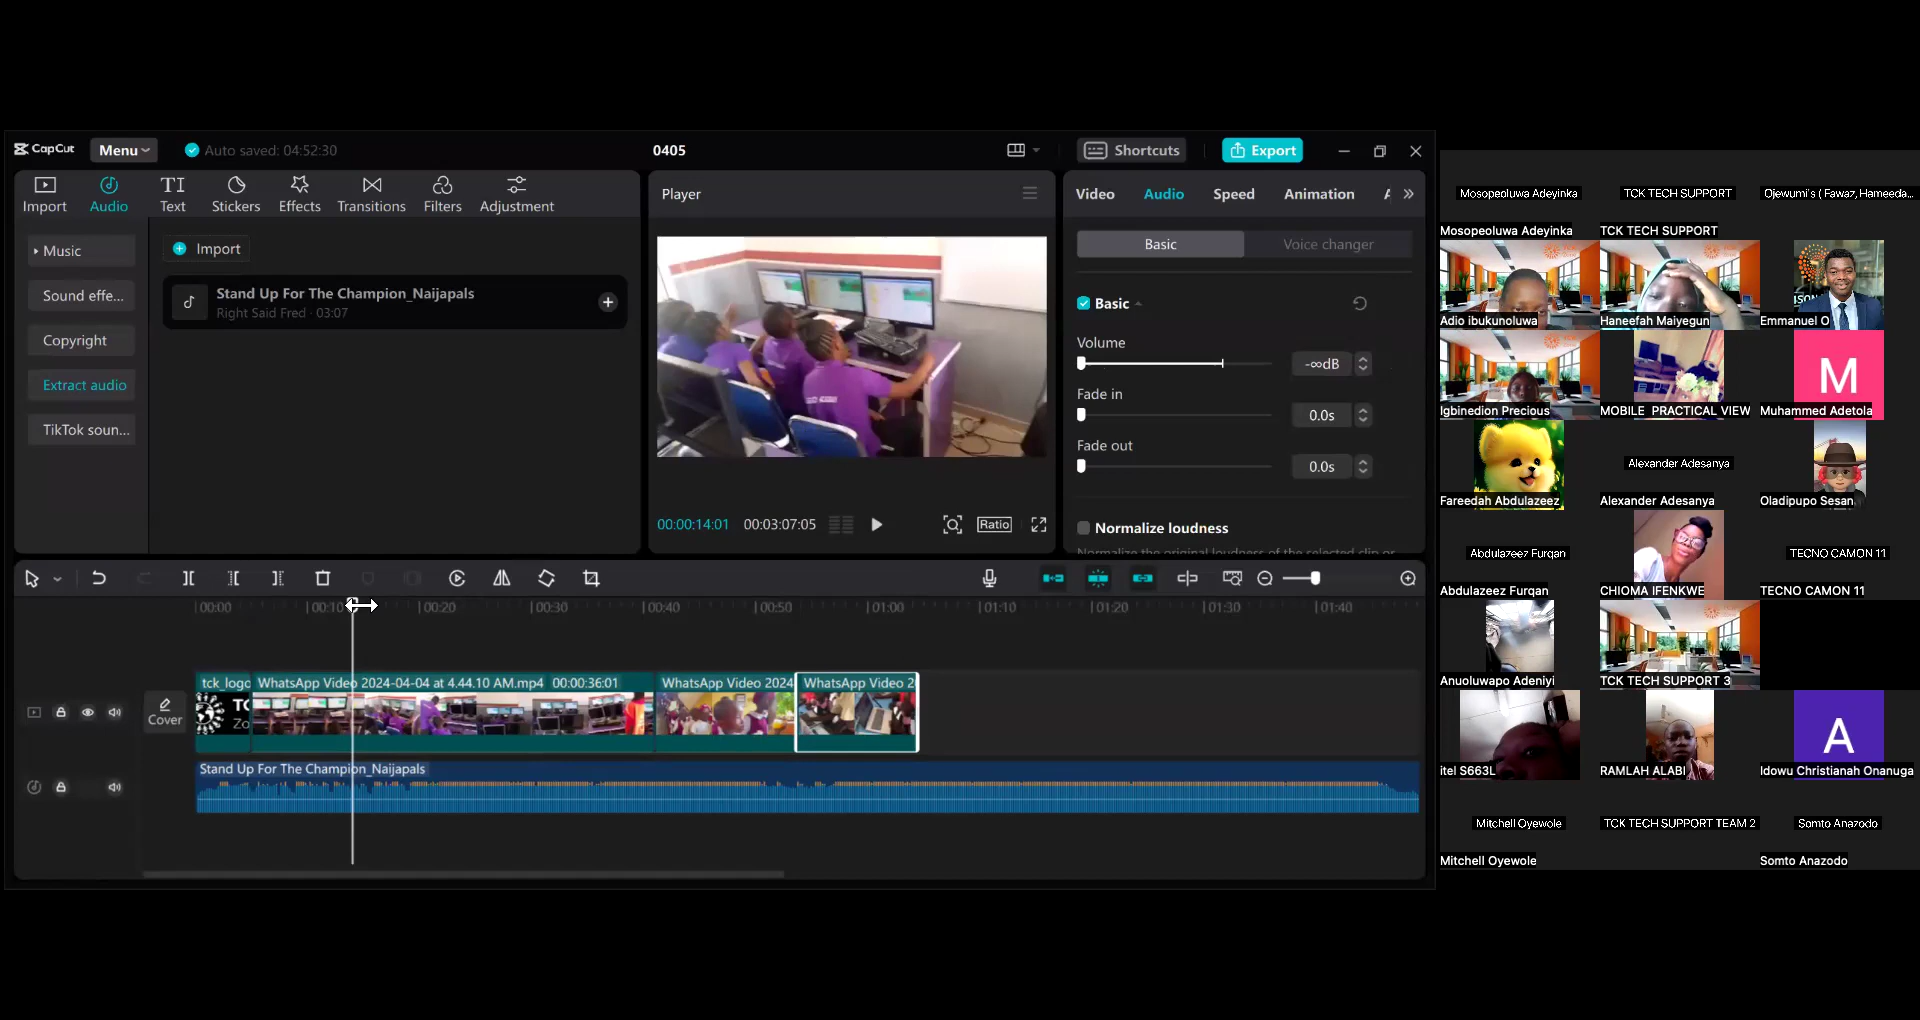 CapCut Menu Auto saved: 04:52:30 0405 Shortcuts Export
Import Audio Text Stickers Effects Transitions Filters Adjustment
Music
Sound effe...
Copyright
Extract audio
TikTok soun...
Import
Stand Up For The Champion_Naijapals
Right Said Fred · 03:07
Player
00:00:14:01 00:03:07:05 Ratio
Video Audio Speed Animation
Basic Voice changer
Basic
Volume
-∞dB
Fade in
0.0s
Fade out
0.0s
Normalize loudness
Normalize the original loudness of the selected clip or
00:00 00:10 00:20 00:30 00:40 00:50 01:00 01:10 01:20 01:30 01:40
Cover
tck_logo WhatsApp Video 2024-04-04 at 4.44.10 AM.mp4 00:00:36:01 WhatsApp Video 2024 WhatsApp Video 2
Stand Up For The Champion_Naijapals
Mosopeoluwa Adeyinka TCK TECH SUPPORT Ojewumi's ( Fawaz, Hameeda...
Mosopeoluwa Adeyinka TCK TECH SUPPORT
Adio ibukunoluwa Haneefah Maiyegun Emmanuel O
M
Igbinedion Precious MOBILE PRACTICAL VIEW Muhammed Adetola
Alexander Adesanya
Fareedah Abdulazeez Alexander Adesanya Oladipupo Sesan
Abdulazeez Furqan TECNO CAMON 11
Abdulazeez Furqan CHIOMA IFENKWE TECNO CAMON 11
Anuoluwapo Adeniyi TCK TECH SUPPORT 3
A
itel S663L RAMLAH ALABI Idowu Christianah Onanuga
Mitchell Oyewole TCK TECH SUPPORT TEAM 2 Somto Anazodo
Mitchell Oyewole Somto Anazodo